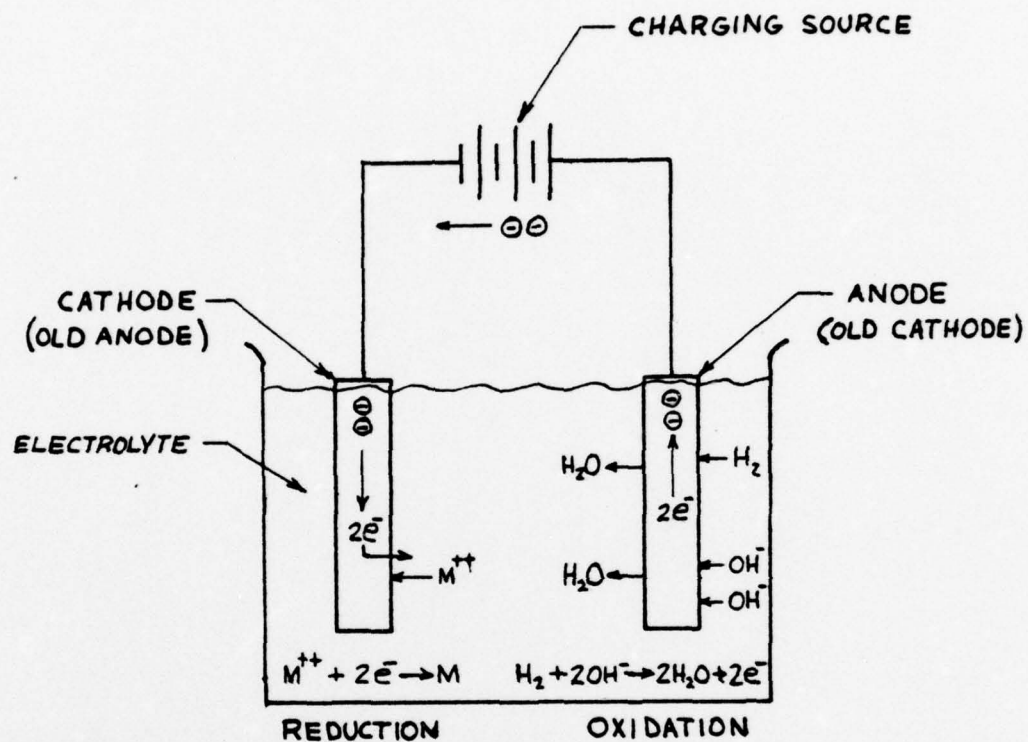 CHARGING SOURCE
⊖⊖
CATHODE
(OLD ANODE)
ANODE
(OLD CATHODE)
⊖
⊖
⊖
⊖
ELECTROLYTE
H₂O
H₂
2e⁻
2e⁻
M⁺⁺
H₂O
OH⁻
OH⁻
M⁺⁺ + 2e⁻ → M
H₂ + 2OH⁻ → 2H₂O + 2e⁻
REDUCTION
OXIDATION